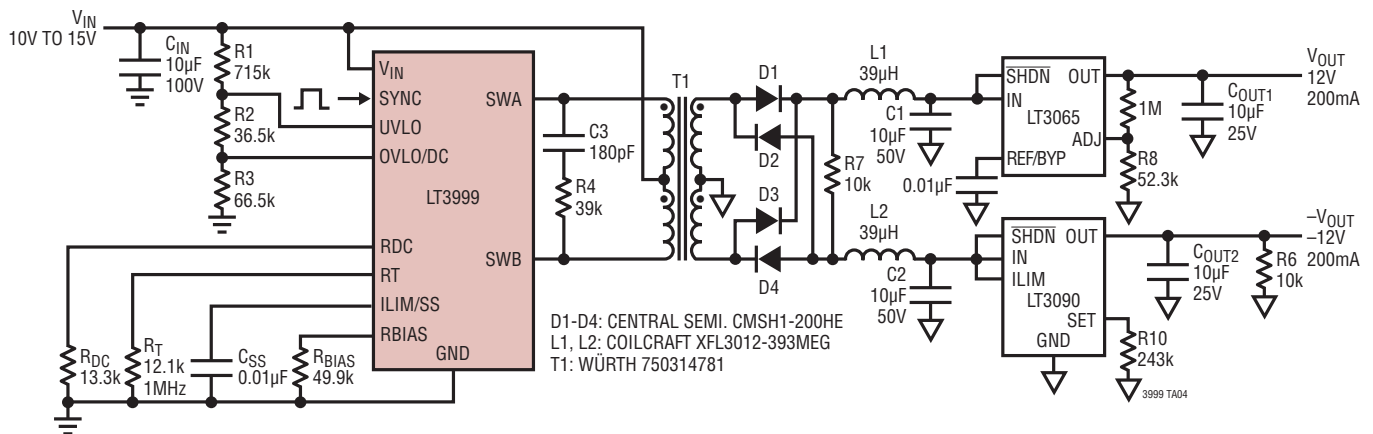 VIN
10V TO 15V
CIN
10µF
100V
R1
715k
R2
36.5k
R3
66.5k
VIN
SYNC
UVLO
OVLO/DC
LT3999
RDC
RT
ILIM/SS
RBIAS
GND
SWA
SWB
RDC
13.3k
RT
12.1k
1MHz
CSS
0.01µF
RBIAS
49.9k
C3
180pF
R4
39k
T1
D1
D2
D3
D4
R7
10k
L1
39µH
C1
10µF
50V
L2
39µH
C2
10µF
50V
SHDN OUT
IN
LT3065
ADJ
REF/BYP
0.01µF
1M
R8
52.3k
COUT1
10µF
25V
VOUT
12V
200mA
SHDN OUT
IN
ILIM
LT3090
SET
GND
R10
243k
COUT2
10µF
25V
R6
10k
–VOUT
–12V
200mA
D1-D4: CENTRAL SEMI. CMSH1-200HE
L1, L2: COILCRAFT XFL3012-393MEG
T1: WÜRTH 750314781
3999 TA04